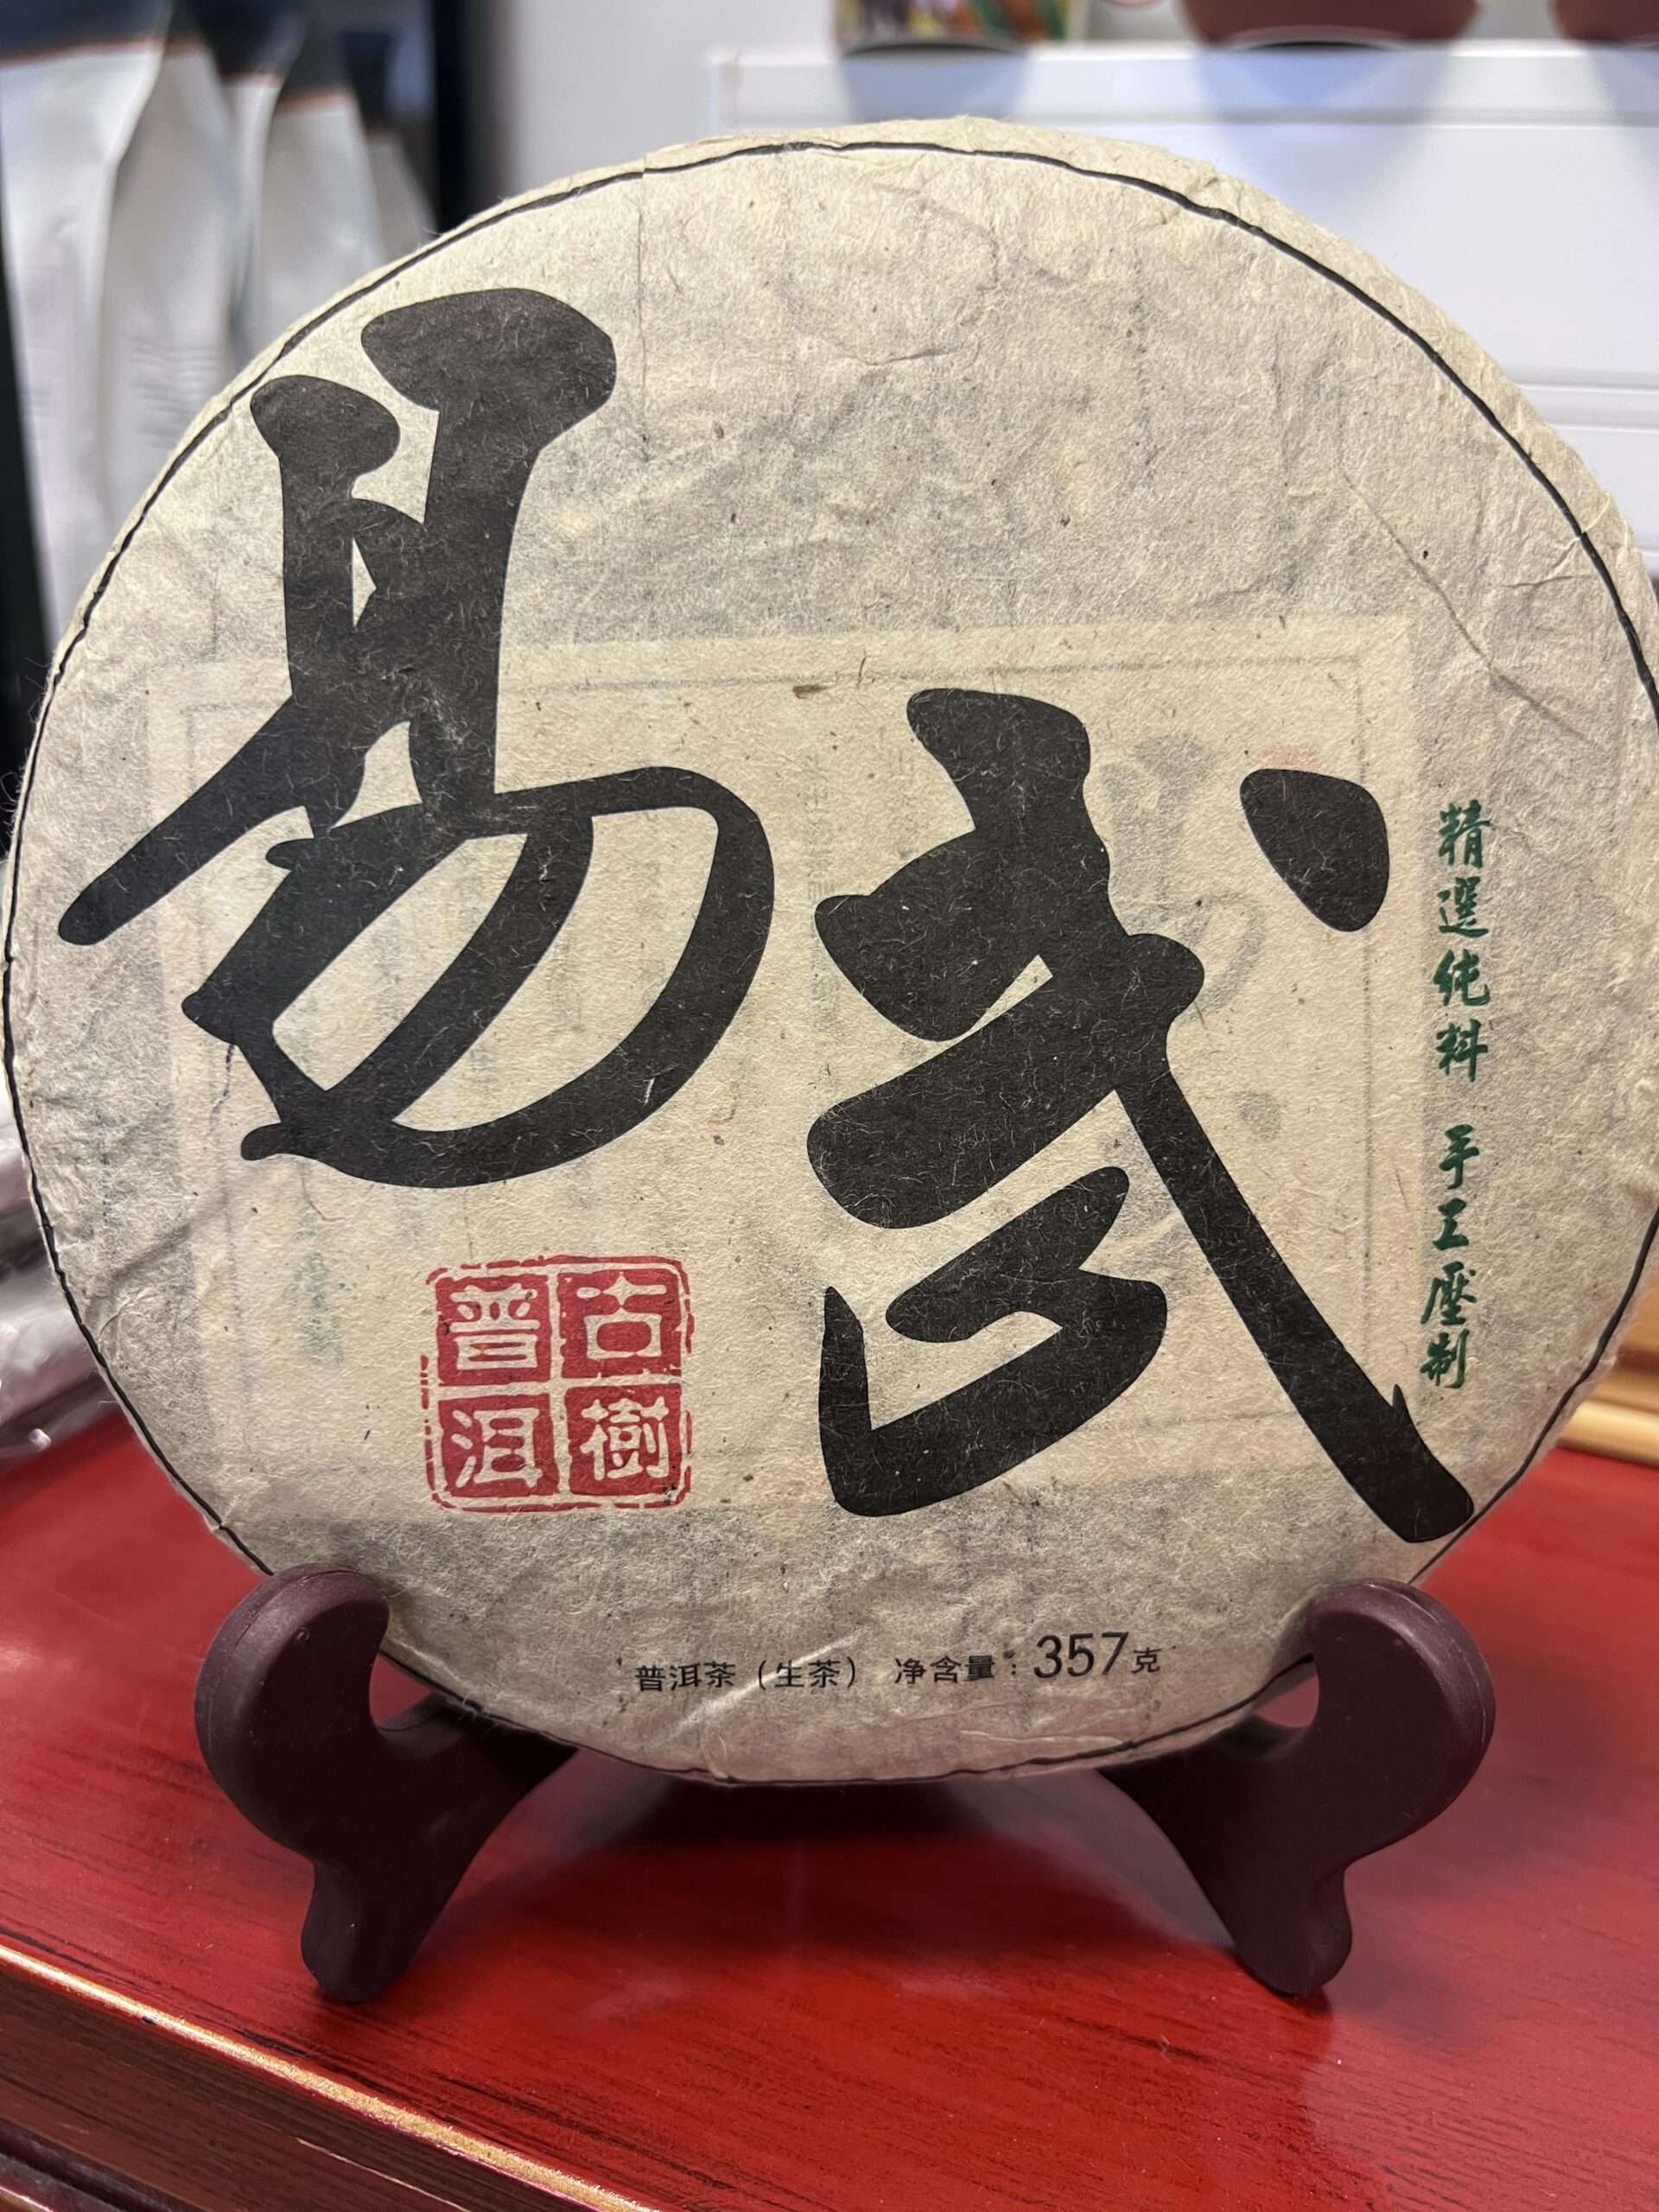 易武
精選純料 手工壓制
古樹
普洱
普洱茶（生茶） 净含量：357克